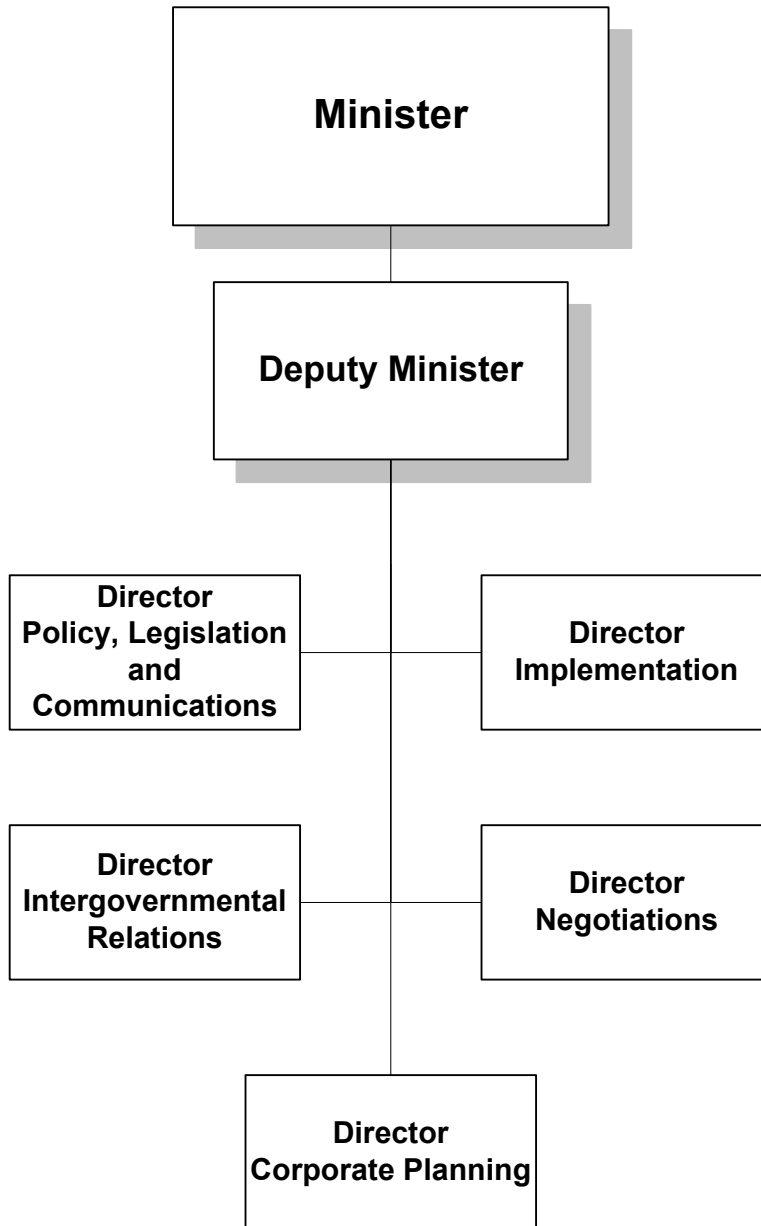 Minister
Deputy Minister
Director
Policy, Legislation
and
Communications
Director
Implementation
Director
Intergovernmental
Relations
Director
Negotiations
Director
Corporate Planning